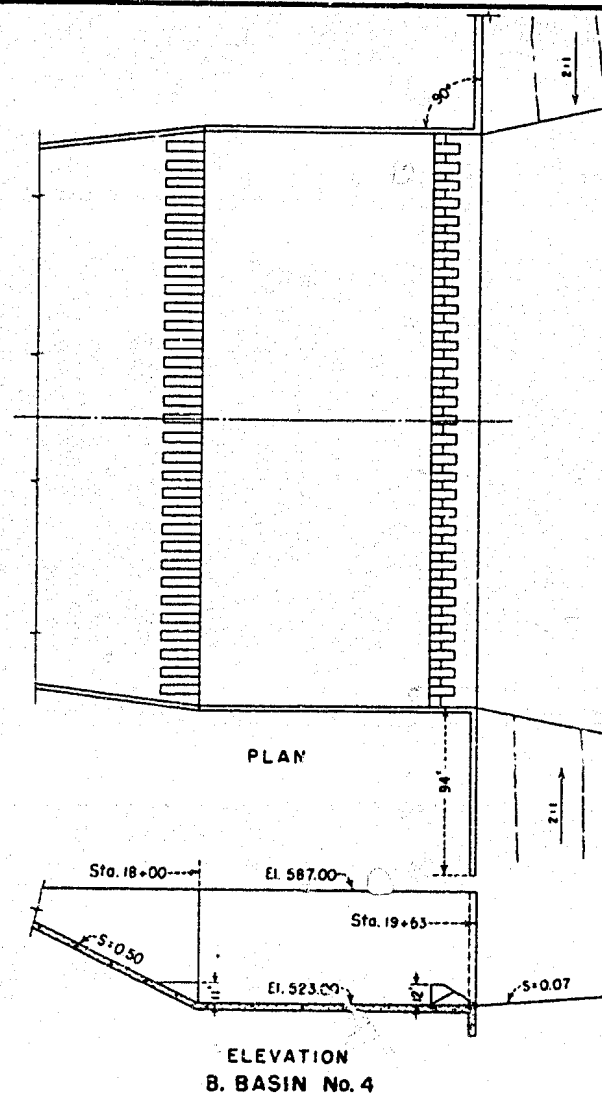 90°
2:1
PLAN
94'
2:1
Sta. 18+00
El. 587.00
Sta. 19+63
S=0.50
11'
El. 523.00
12'
S=0.07
ELEVATION
B. BASIN No. 4